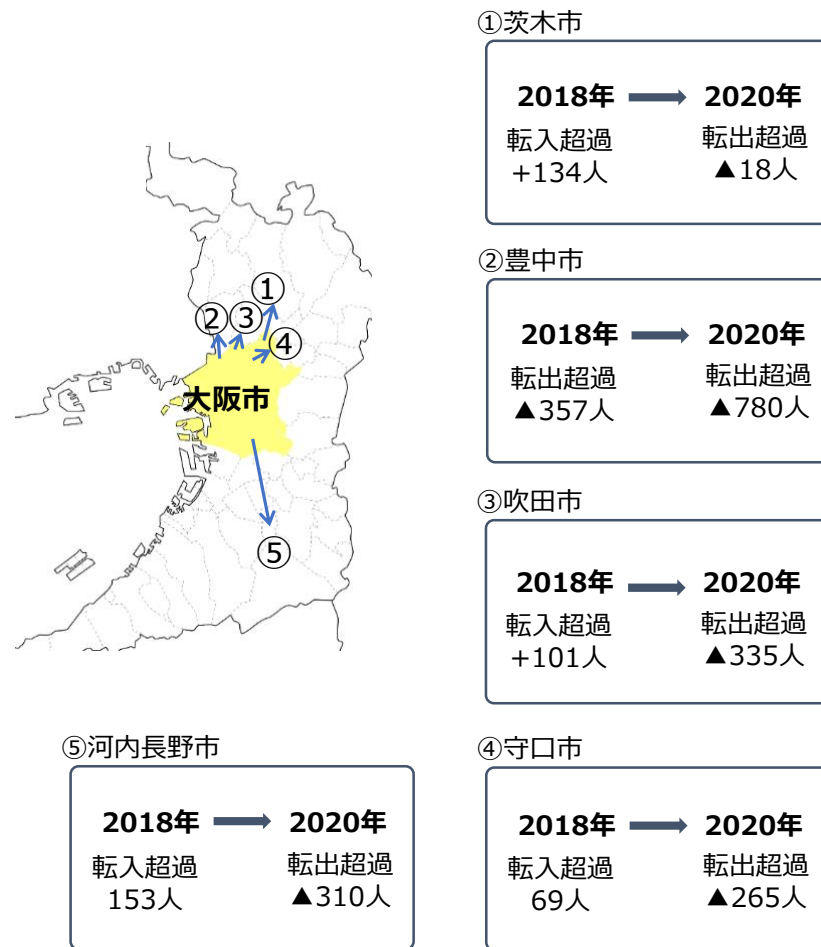 ①茨木市
2018年 2020年
転入超過 転出超過
+134人 ▲18人
②豊中市
2018年 2020年
転出超過 転出超過
▲357人 ▲780人
③吹田市
2018年 2020年
転入超過 転出超過
+101人 ▲335人
①
② ③
④
大阪市
⑤
⑤河内長野市
2018年 2020年
転入超過 転出超過
153人 ▲310人
④守口市
2018年 2020年
転入超過 転出超過
69人 ▲265人